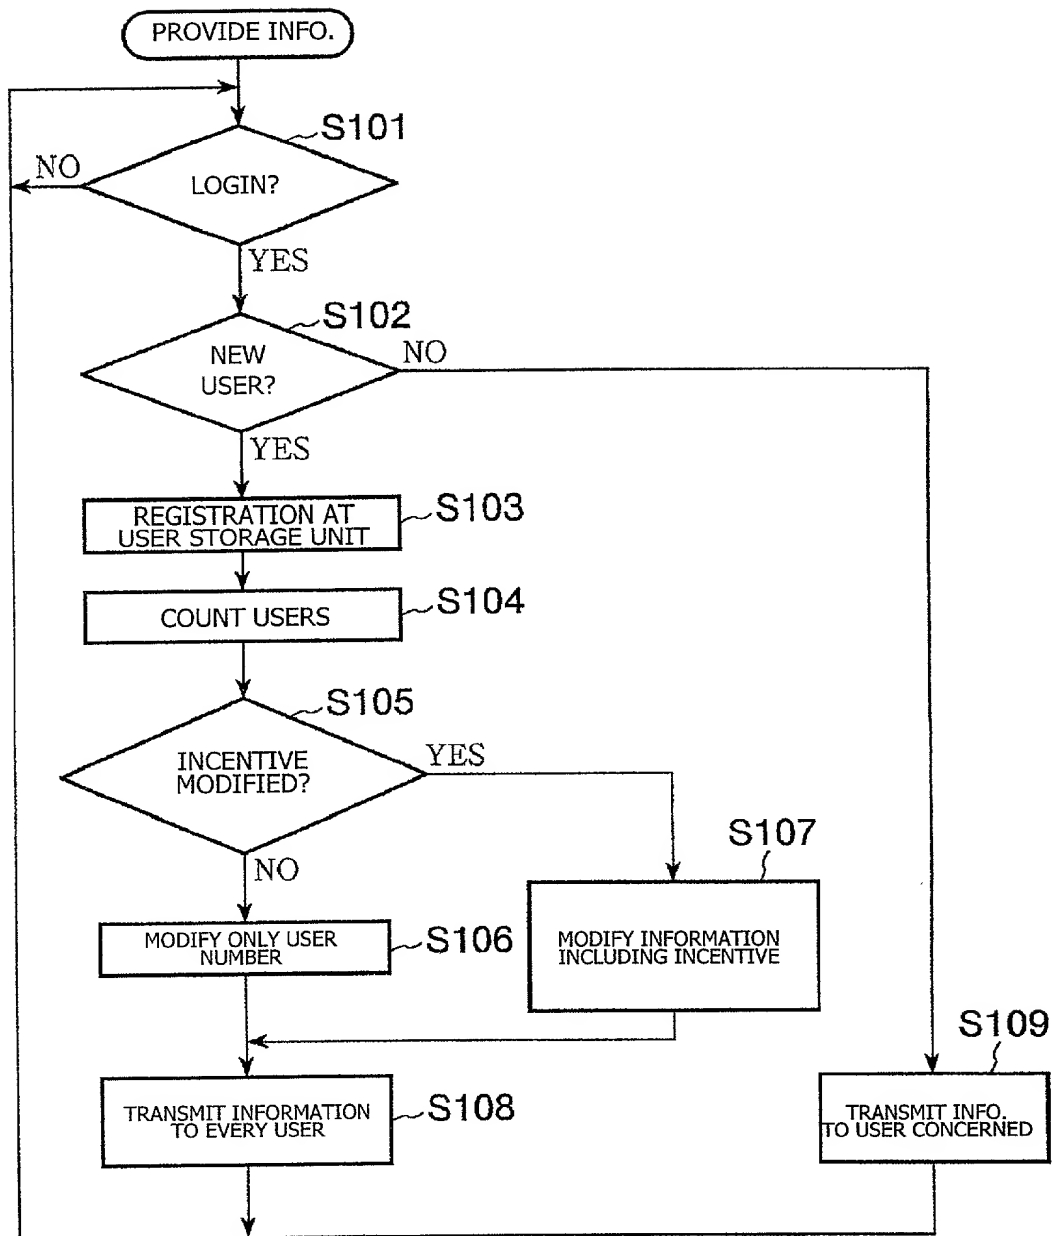 PROVIDE INFO.
S101
NO
LOGIN?
YES
S102
NO
NEW
USER?
YES
REGISTRATION AT
USER STORAGE UNIT
S103
COUNT USERS
S104
S105
INCENTIVE
MODIFIED?
YES
NO
S107
MODIFY ONLY USER
NUMBER
S106
MODIFY INFORMATION
INCLUDING INCENTIVE
S109
TRANSMIT INFORMATION
TO EVERY USER
S108
TRANSMIT INFO.
TO USER CONCERNED